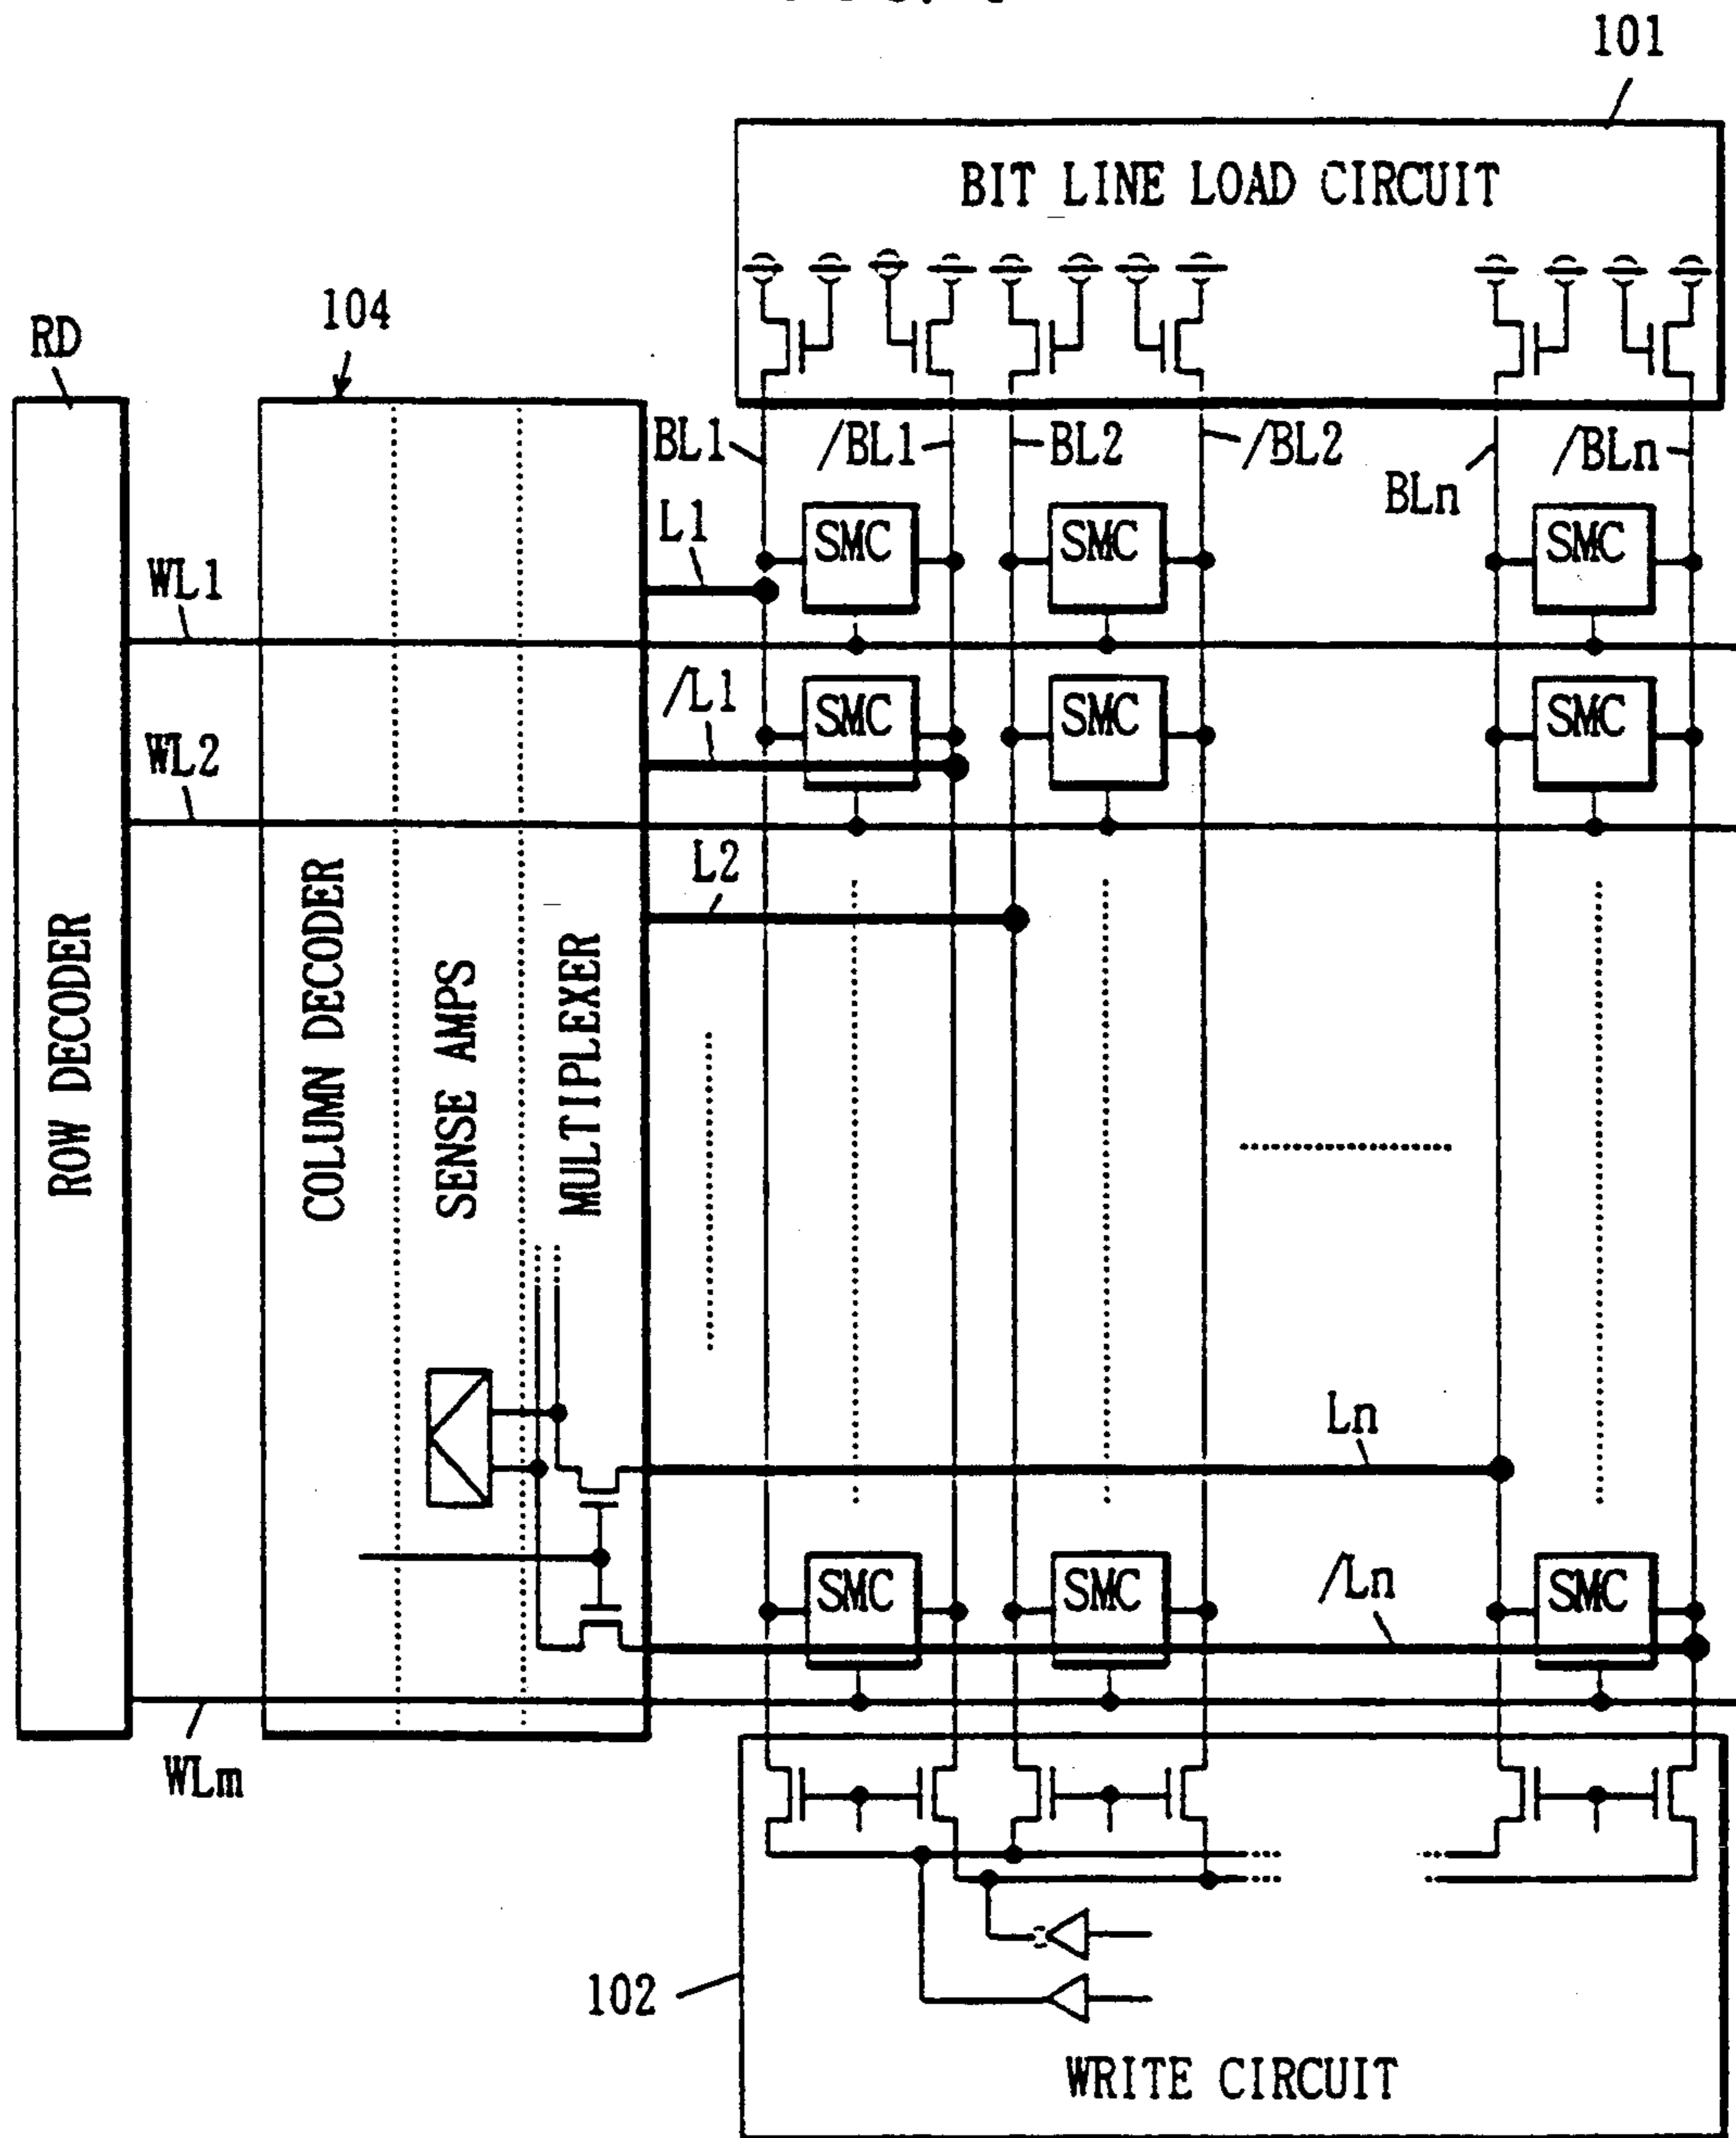 101
BIT LINE LOAD CIRCUIT
RD
104
BL1
/BL1
BL2
/BL2
BLn
/BLn
L1
SMC
SMC
SMC
WL1
/L1
SMC
SMC
SMC
WL2
L2
ROW DECODER
COLUMN DECODER
SENSE AMPS
MULTIPLEXER
Ln
SMC
SMC
/Ln
SMC
WLm
102
WRITE CIRCUIT